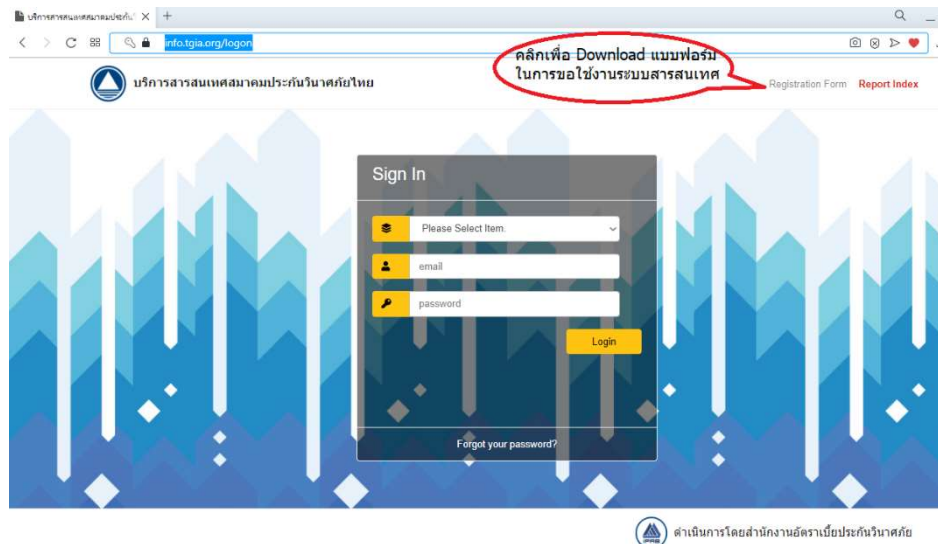 บริการสารสนเทศสมาคมประกันวินาศภัย
info.tgia.org/logon
คลิกเพื่อ Download แบบฟอร์ม
ในการขอใช้งานระบบสารสนเทศ
บริการสารสนเทศสมาคมประกันวินาศภัยไทย
Registration Form Report Index
Sign In
Please Select Item.
email
password
Login
Forgot your password?
ดำเนินการโดยสำนักงานอัตราเบี้ยประกันวินาศภัย